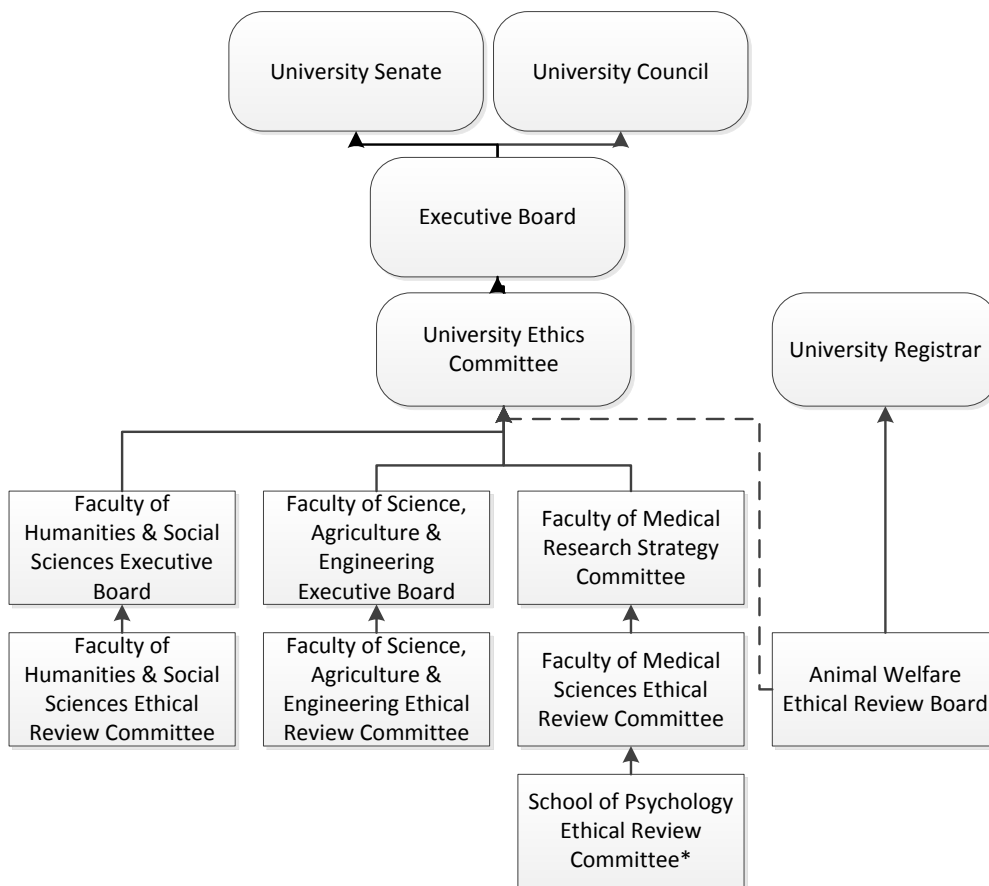 University Senate
University Council
Executive Board
University Ethics
Committee
University Registrar
Faculty of
Humanities & Social
Sciences Executive
Board
Faculty of Science,
Agriculture &
Engineering
Executive Board
Faculty of Medical
Research Strategy
Committee
Faculty of
Humanities & Social
Sciences Ethical
Review Committee
Faculty of Science,
Agriculture &
Engineering Ethical
Review Committee
Faculty of Medical
Sciences Ethical
Review Committee
Animal Welfare
Ethical Review Board
School of Psychology
Ethical Review
Committee*